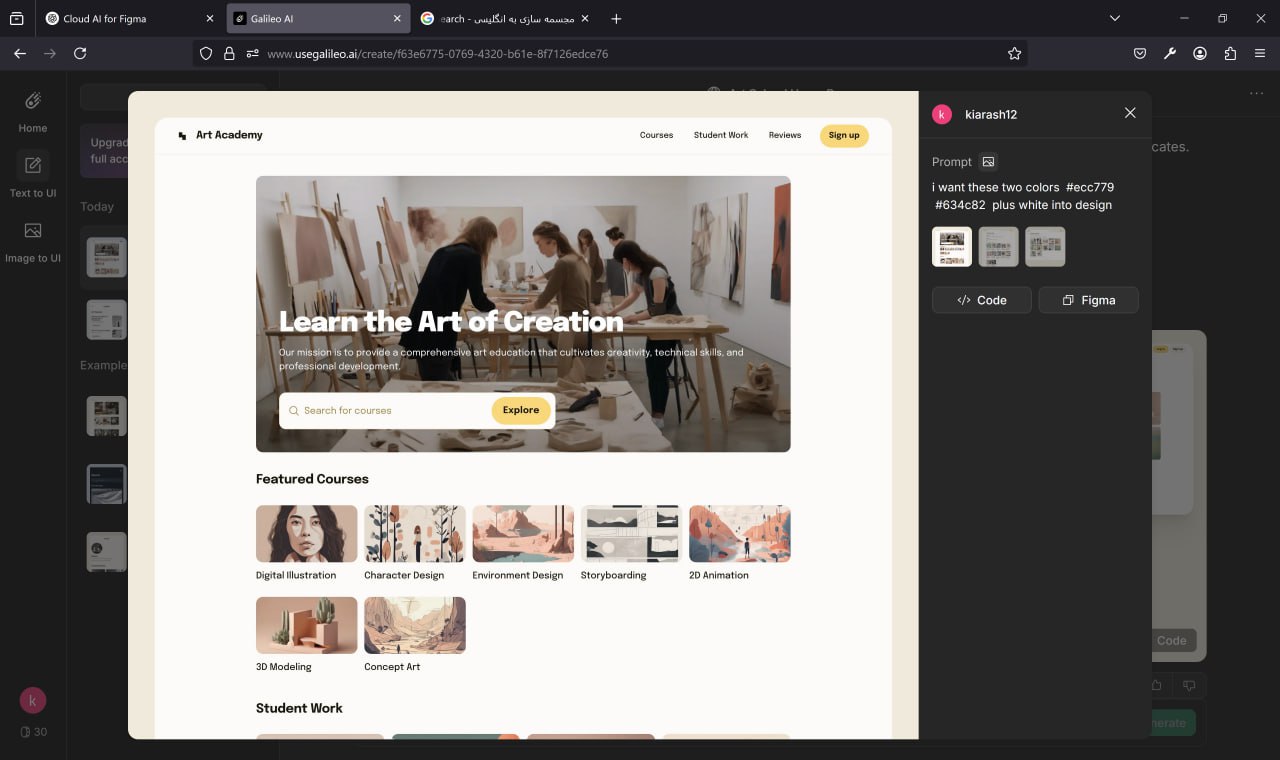 Cloud AI for Figma
Galileo AI
earch - مجسمه سازی به انگلیسی
www.usegalileo.ai/create/f63e6775-0769-4320-b61e-8f7126edce76
Home
Text to UI
Image to UI
k
30
Upgrad
full acc
Today
Example
Art Academy
Courses
Student Work
Reviews
Sign up
Learn the Art of Creation
Our mission is to provide a comprehensive art education that cultivates creativity, technical skills, and
professional development.
Search for courses
Explore
Featured Courses
Digital Illustration
Character Design
Environment Design
Storyboarding
2D Animation
3D Modeling
Concept Art
Student Work
k
kiarash12
Prompt
i want these two colors #ecc779
#634c82 plus white into design
Code
Figma
cates.
Code
nerate